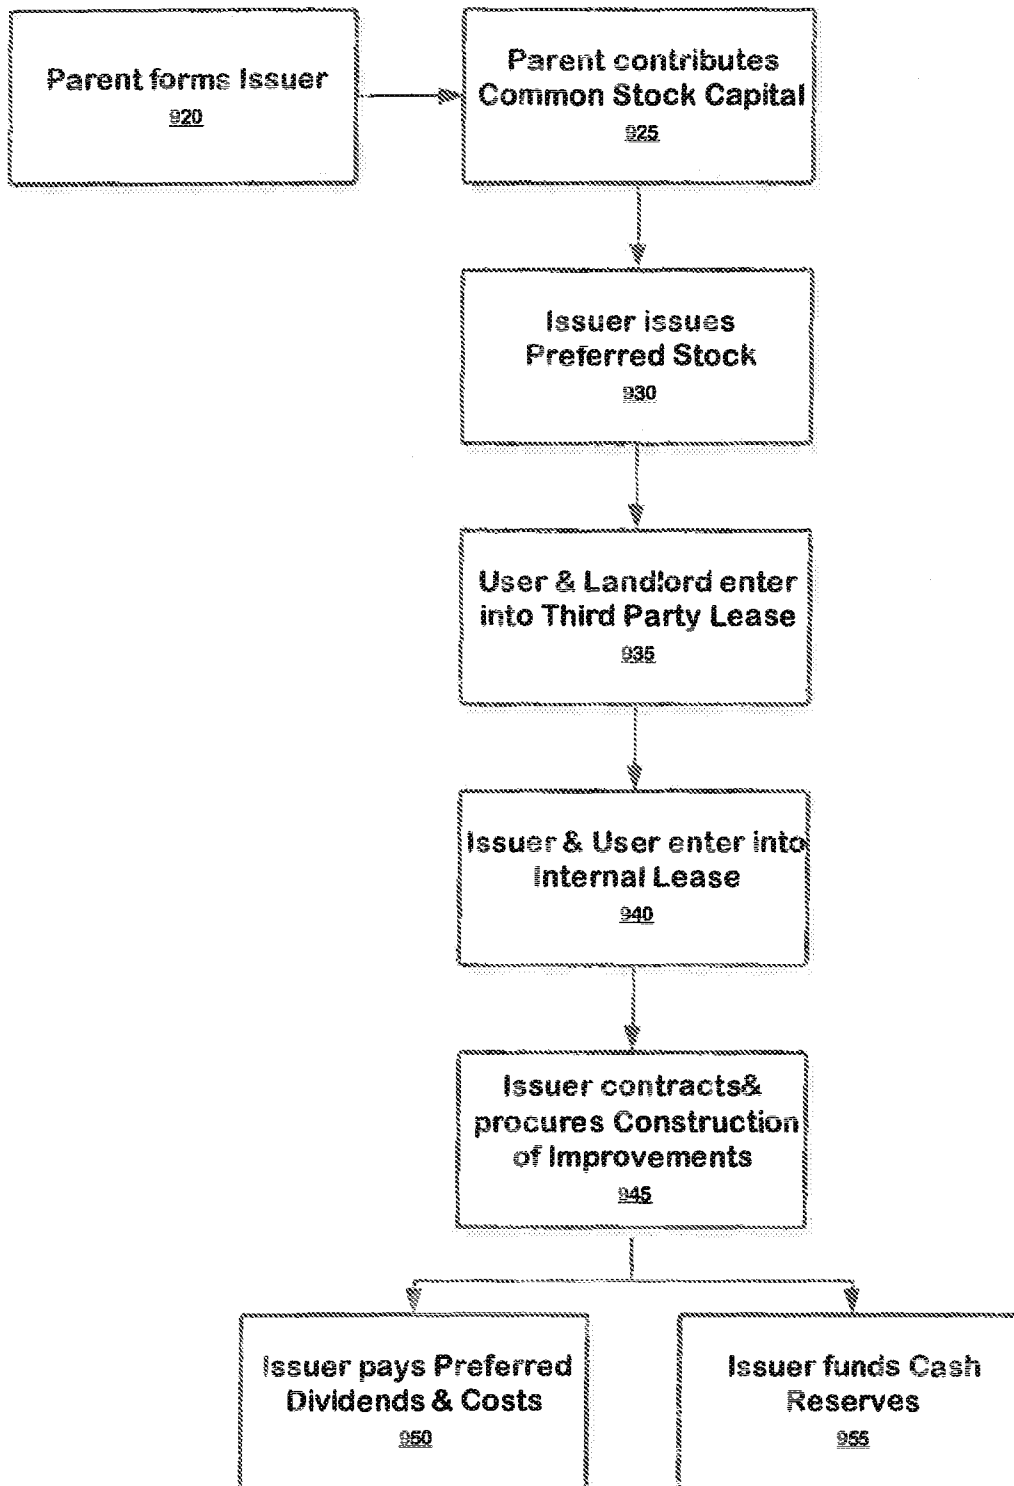 Parent forms Issuer
920
Parent contributes
Common Stock Capital
925
Issuer issues
Preferred Stock
930
User & Landlord enter
into Third Party Lease
935
Issuer & User enter into
Internal Lease
940
Issuer contracts&
procures Construction
of Improvements
945
Issuer pays Preferred
Dividends & Costs
950
Issuer funds Cash
Reserves
955